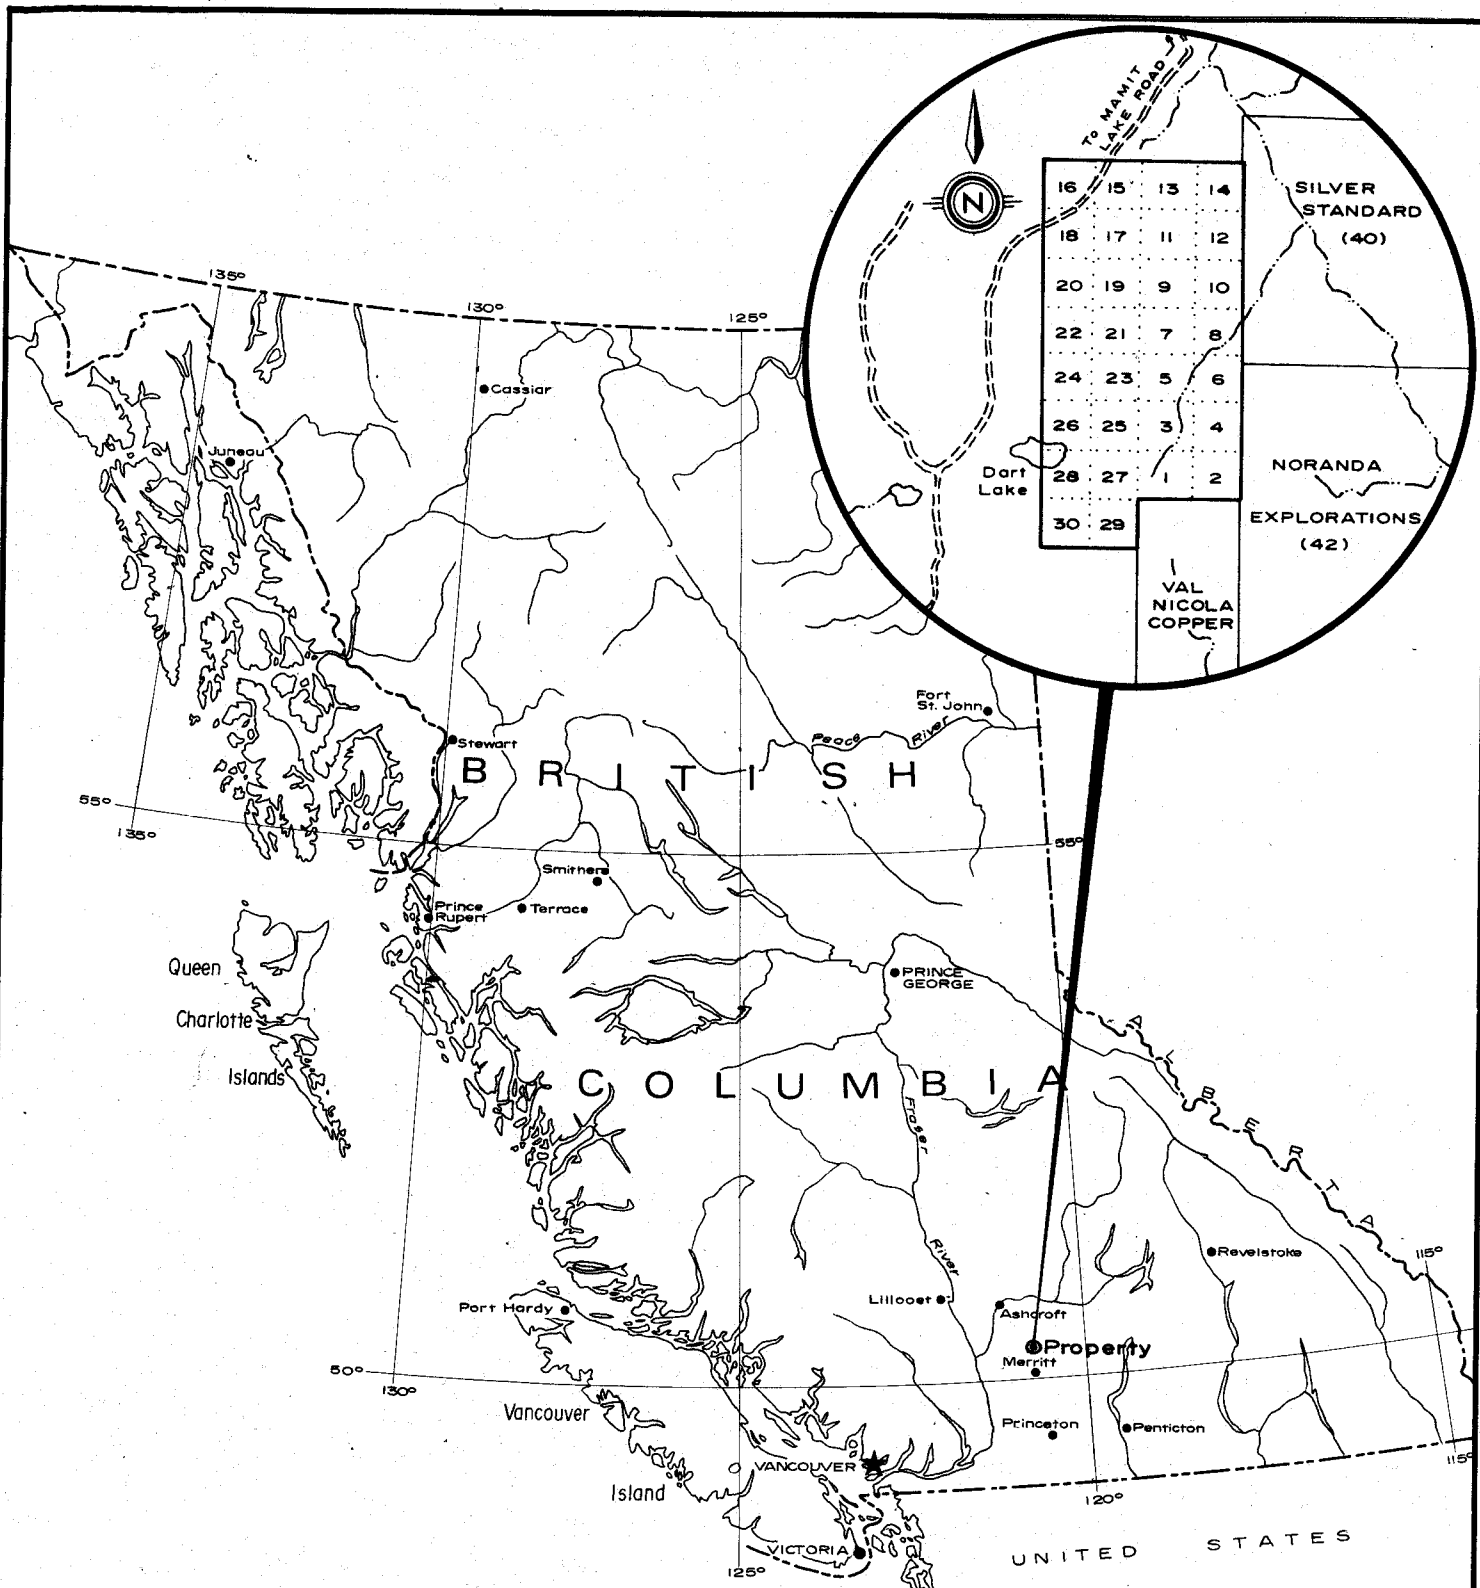 To MAMIT
LAKE ROAD
N
16 15 13 14
18 17 11 12
20 19 9 10
22 21 7 8
24 23 5 6
26 25 3 4
28 27 1 2
30 29
SILVER
STANDARD
(40)
Dart
Lake
NORANDA
EXPLORATIONS
(42)
VAL
NICOLA
COPPER
135°
130°
125°
Cassiar
Juneau
Fort
St. John
Peace River
Stewart
BRITISH
55°
135°
55°
Smithers
Terrace
Prince
Rupert
Queen
Charlotte
Islands
PRINCE
GEORGE
COLUMBIA
ALBERTA
Fraser
River
Revelstoke
115°
Port Hardy
Lillooet
Ashcroft
Property
Merritt
50°
130°
Vancouver
Island
Princeton
Penticton
VANCOUVER
115°
120°
VICTORIA
125°
UNITED STATES